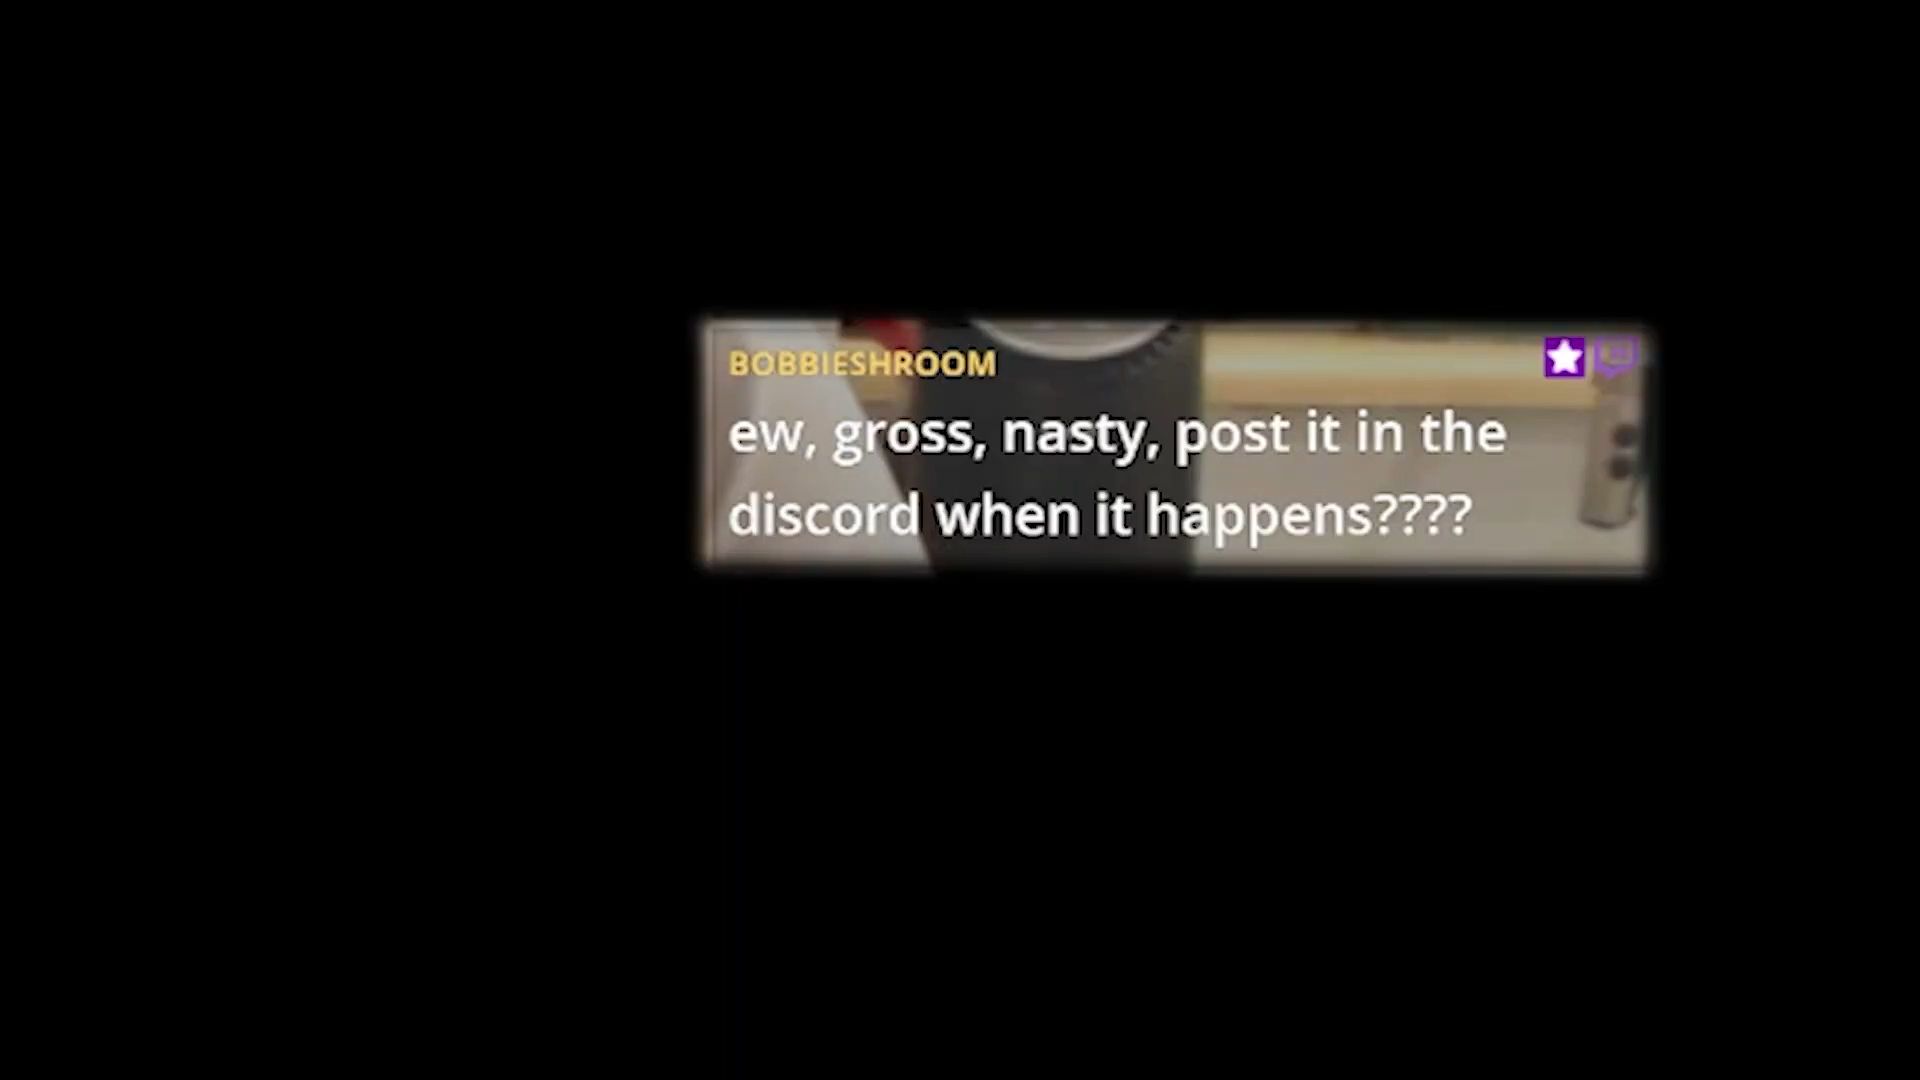 BOBBIESHROOM
ew, gross, nasty, post it in the
discord when it happens????